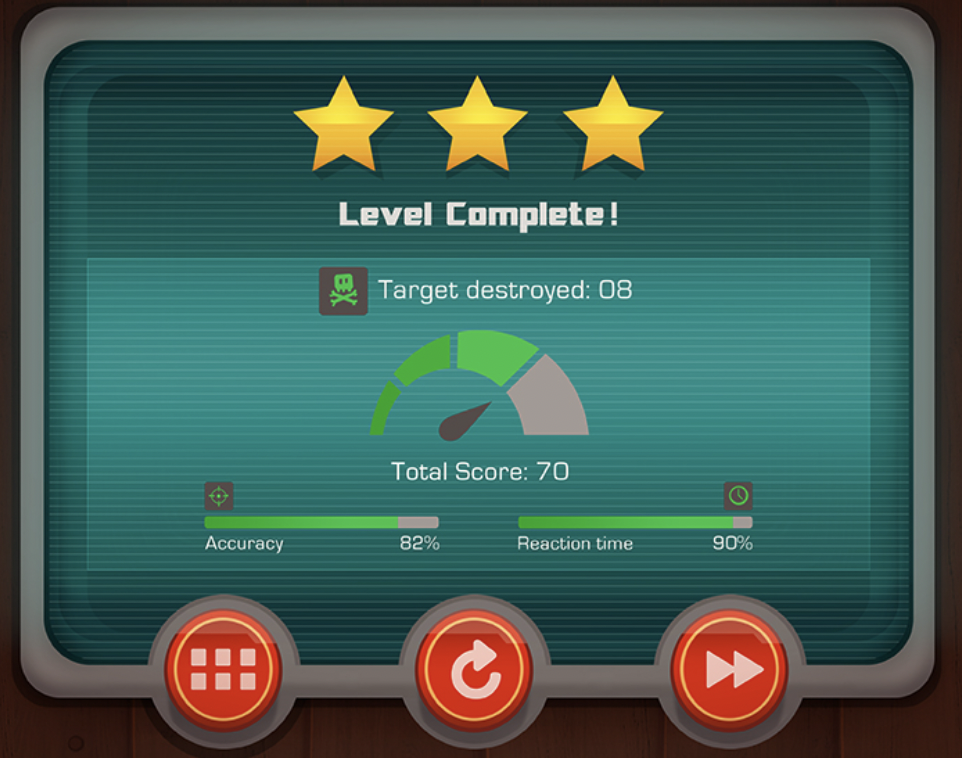 Level Complete!
Target destroyed: 08
Total Score: 70
Accuracy 82%
Reaction time 90%